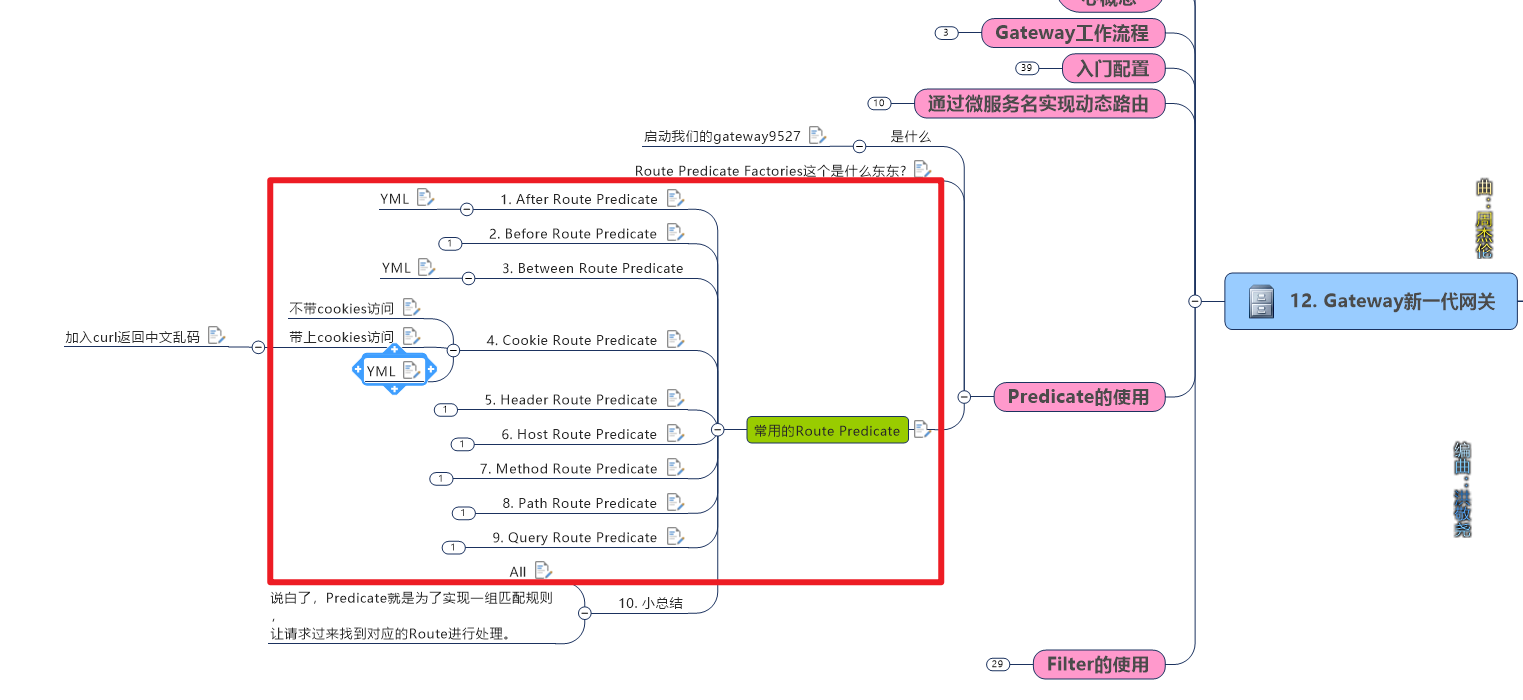 心概念
3
Gateway工作流程
39
入门配置
10
通过微服务名实现动态路由
启动我们的gateway9527
是什么
Route Predicate Factories这个是什么东东?
YML
1. After Route Predicate
1
2. Before Route Predicate
YML
3. Between Route Predicate
不带cookies访问
加入curl返回中文乱码
带上cookies访问
4. Cookie Route Predicate
YML
1
5. Header Route Predicate
1
6. Host Route Predicate
1
7. Method Route Predicate
1
8. Path Route Predicate
1
9. Query Route Predicate
常用的Route Predicate
Predicate的使用
All
说白了，Predicate就是为了实现一组匹配规则
，
让请求过来找到对应的Route进行处理。
10. 小总结
29
Filter的使用
12. Gateway新一代网关
曲：周杰伦
编曲：洪敬尧